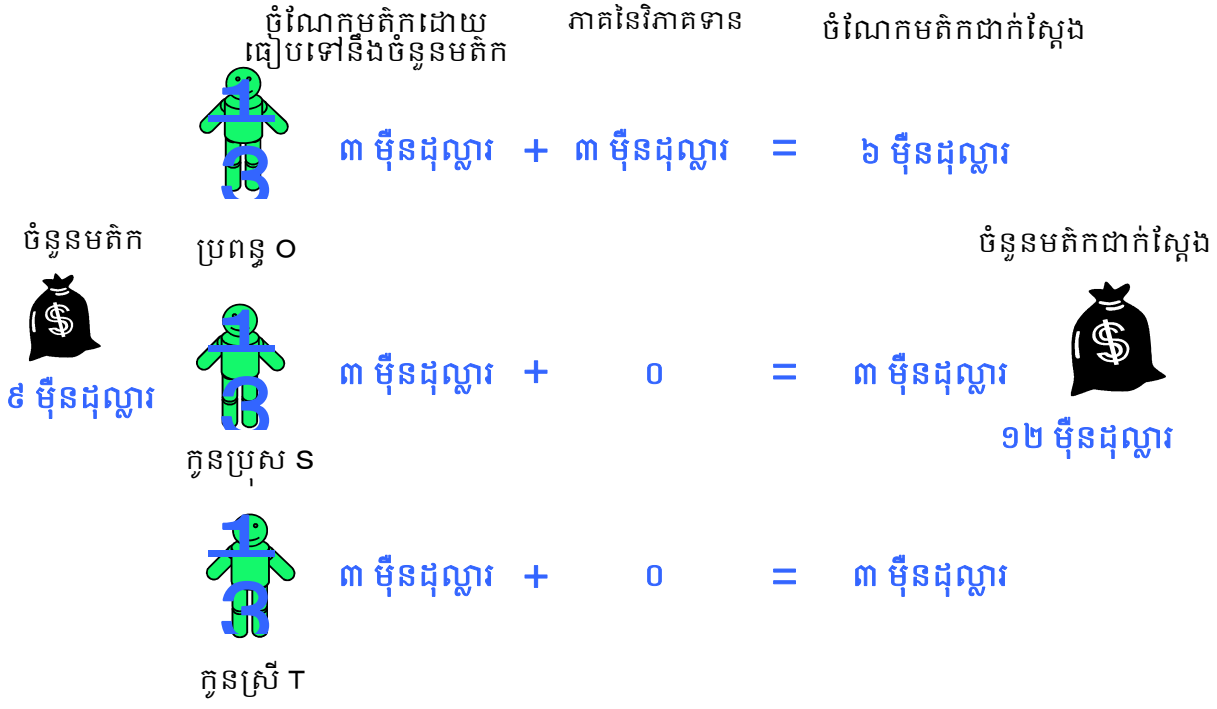 ចំណែកមត៌កដោយ
ធៀបទៅនឹងចំនួនមត៌ក
ភាគនៃវិភាគទាន
ចំណែកមត៌កជាក់ស្តែង
1
3
៣ ម៉ឺនដុល្លារ + ៣ ម៉ឺនដុល្លារ = ៦ ម៉ឺនដុល្លារ
ប្រពន្ធ O
ចំនួនមត៌ក
$
៩ ម៉ឺនដុល្លារ
1
3
៣ ម៉ឺនដុល្លារ + 0 = ៣ ម៉ឺនដុល្លារ
កូនប្រុស S
ចំនួនមត៌កជាក់ស្តែង
$
១២ ម៉ឺនដុល្លារ
1
3
៣ ម៉ឺនដុល្លារ + 0 = ៣ ម៉ឺនដុល្លារ
កូនស្រី T